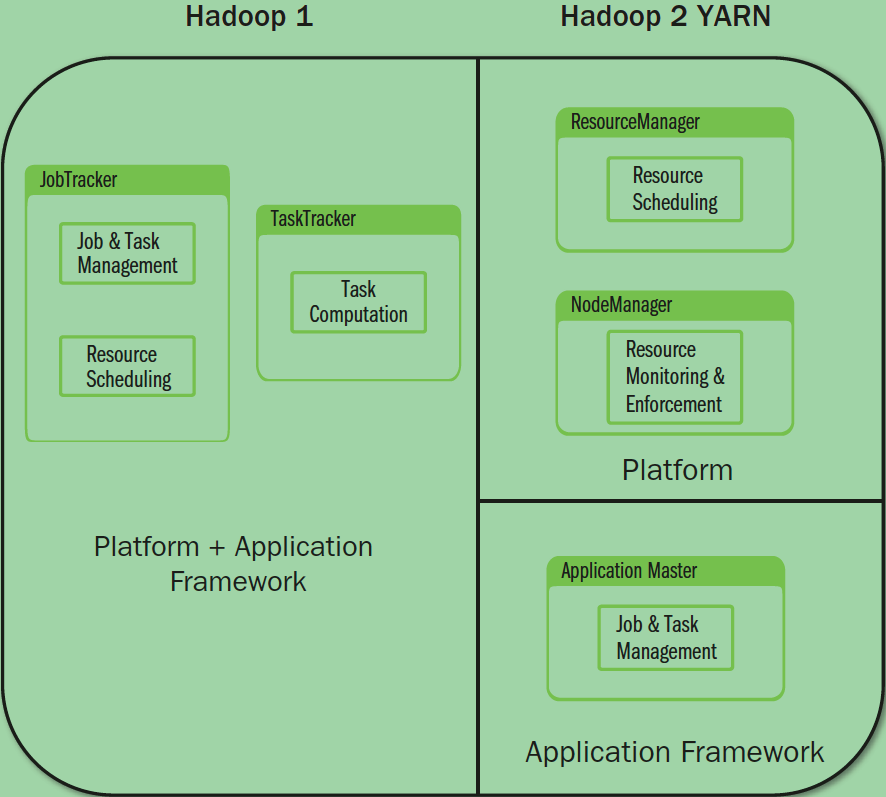 Hadoop 1
Hadoop 2 YARN
JobTracker
Job & Task
Management
Resource
Scheduling
TaskTracker
Task
Computation
Platform + Application
Framework
ResourceManager
Resource
Scheduling
NodeManager
Resource
Monitoring &
Enforcement
Platform
Application Master
Job & Task
Management
Application Framework